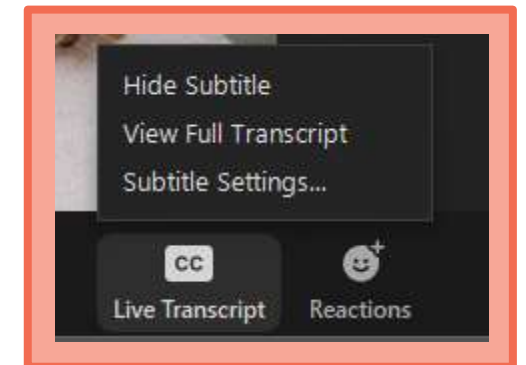 Hide Subtitle
View Full Transcript
Subtitle Settings...
CC
Live Transcript
Reactions